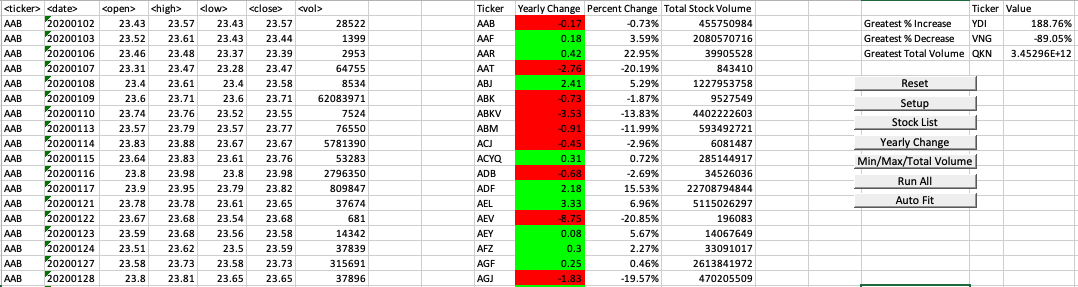 <ticker> <date> <open> <high> <low> <close> <vol> Ticker Yearly Change Percent Change Total Stock Volume Ticker Value
AAB 20200102 23.43 23.57 23.43 23.57 28522 AAB -0.17 -0.73% 455750984 Greatest % Increase YDI 188.76%
AAB 20200103 23.52 23.61 23.43 23.44 1399 AAF 0.18 3.59% 2080570716 Greatest % Decrease VNG -89.05%
AAB 20200106 23.46 23.48 23.37 23.39 2953 AAR 0.42 22.95% 39905528 Greatest Total Volume QKN 3.45296E+12
AAB 20200107 23.31 23.47 23.28 23.47 64755 AAT -2.76 -20.19% 843410
AAB 20200108 23.4 23.61 23.4 23.58 8534 ABJ 2.41 5.29% 1227953758 Reset
AAB 20200109 23.6 23.71 23.6 23.71 62083971 ABK -0.73 -1.87% 9527549 Setup
AAB 20200110 23.74 23.76 23.52 23.55 7524 ABKV -3.53 -13.83% 4402222603
AAB 20200113 23.57 23.79 23.57 23.77 76550 ABM -0.91 -11.99% 593492721 Stock List
AAB 20200114 23.83 23.88 23.67 23.67 5781390 ACJ -0.45 -2.96% 6081487 Yearly Change
AAB 20200115 23.64 23.83 23.61 23.76 53283 ACYQ 0.31 0.72% 285144917 Min/Max/Total Volume
AAB 20200116 23.8 23.98 23.8 23.98 2796350 ADB -0.68 -2.69% 34526036 Run All
AAB 20200117 23.9 23.95 23.79 23.82 809847 ADF 2.18 15.53% 22708794844
AAB 20200121 23.78 23.78 23.61 23.65 37674 AEL 3.33 6.96% 5115026297 Auto Fit
AAB 20200122 23.67 23.68 23.54 23.68 681 AEV -8.75 -20.85% 196083
AAB 20200123 23.59 23.68 23.56 23.58 14342 AEY 0.08 5.67% 14067649
AAB 20200124 23.51 23.62 23.5 23.59 37839 AFZ 0.3 2.27% 33091017
AAB 20200127 23.58 23.73 23.58 23.73 315691 AGF 0.25 0.46% 2613841972
AAB 20200128 23.8 23.81 23.65 23.65 37896 AGJ -1.83 -19.57% 470205509